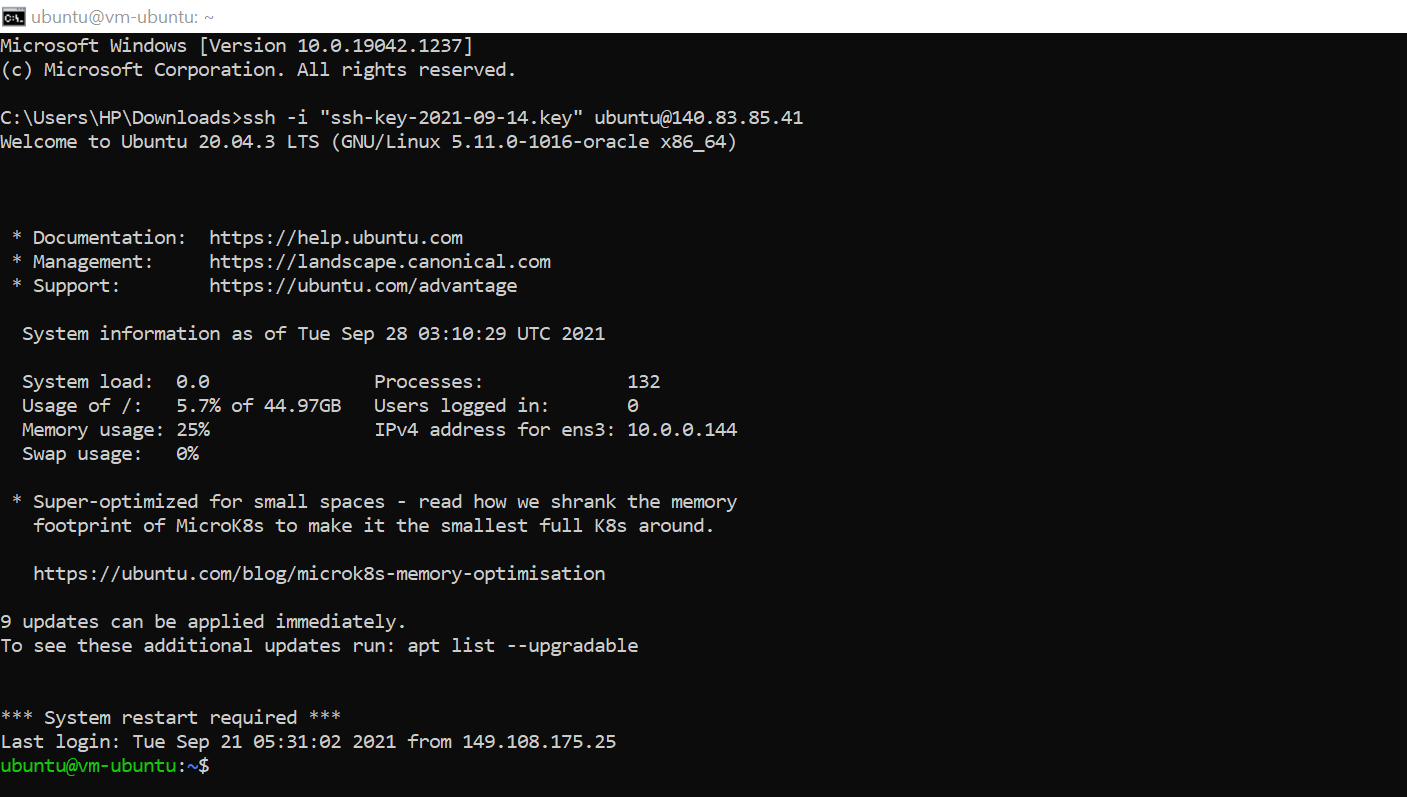 ubuntu@vm-ubuntu: ~
Microsoft Windows [Version 10.0.19042.1237]
(c) Microsoft Corporation. All rights reserved.
C:\Users\HP\Downloads>ssh -i "ssh-key-2021-09-14.key" ubuntu@140.83.85.41
Welcome to Ubuntu 20.04.3 LTS (GNU/Linux 5.11.0-1016-oracle x86_64)
* Documentation:  https://help.ubuntu.com
* Management:     https://landscape.canonical.com
* Support:        https://ubuntu.com/advantage
System information as of Tue Sep 28 03:10:29 UTC 2021
System load:  0.0               Processes:             132
Usage of /:   5.7% of 44.97GB   Users logged in:       0
Memory usage: 25%               IPv4 address for ens3: 10.0.0.144
Swap usage:   0%
* Super-optimized for small spaces - read how we shrank the memory
footprint of MicroK8s to make it the smallest full K8s around.
https://ubuntu.com/blog/microk8s-memory-optimisation
9 updates can be applied immediately.
To see these additional updates run: apt list --upgradable
*** System restart required ***
Last login: Tue Sep 21 05:31:02 2021 from 149.108.175.25
ubuntu@vm-ubuntu:~$